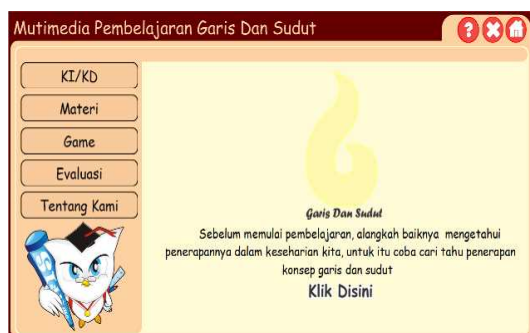 Mutimedia Pembelajaran Garis Dan Sudut
?
KI/KD
Materi
Game
Evaluasi
Tentang Kami
Garis Dan Sudut
Sebelum memulai pembelajaran, alangkah baiknya mengetahui
penerapannya dalam keseharian kita, untuk itu coba cari tahu penerapan
konsep garis dan sudut
Klik Disini